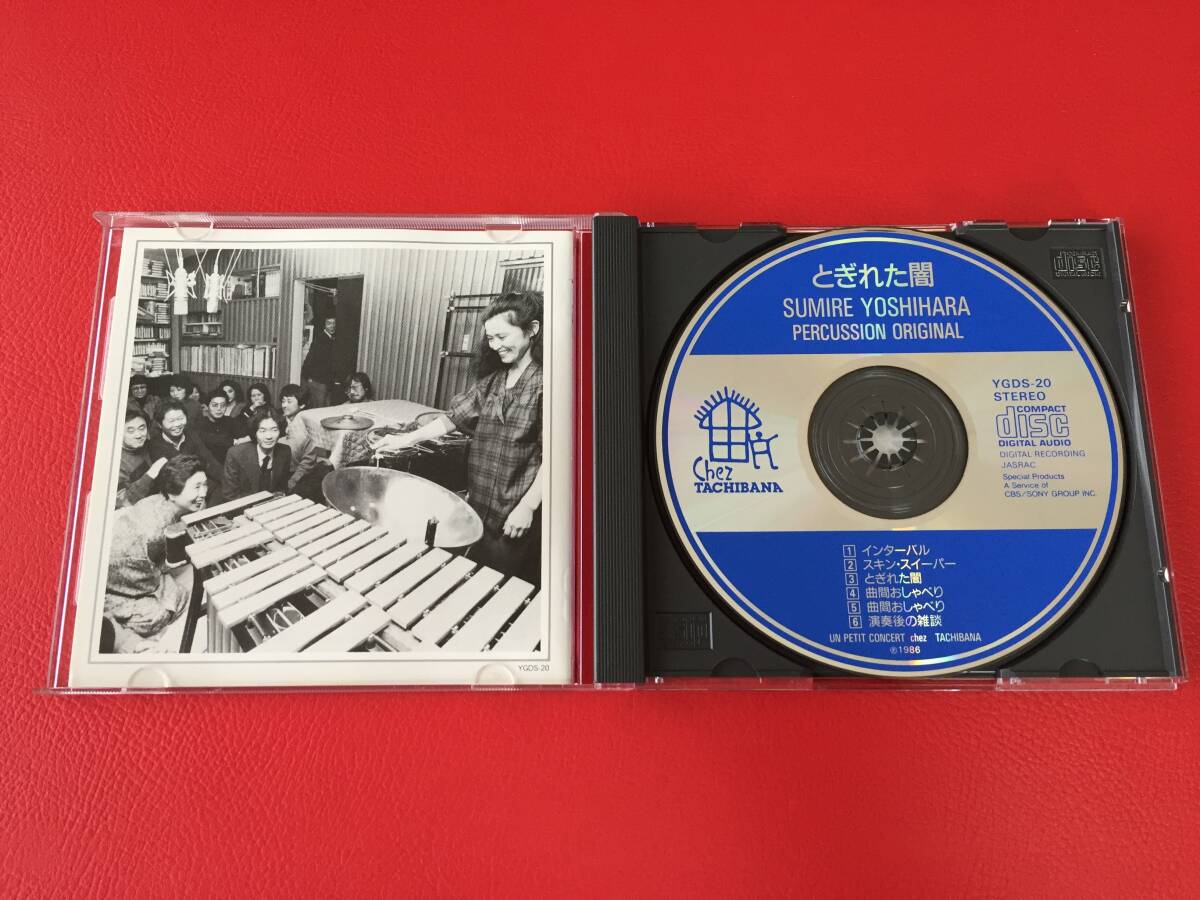 YGDS-20
とぎれた闇
SUMIRE YOSHIHARA
PERCUSSION ORIGINAL
Chez
TACHIBANA
YGDS-20
STEREO
COMPACT
disc
DIGITAL AUDIO
DIGITAL RECORDING
JASRAC
Special Products
A Service of
CBS/SONY GROUP INC.
1 インターバル
2 スキン・スイーパー
3 とぎれた闇
4 曲間おしゃべり
5 曲間おしゃべり
6 演奏後の雑談
UN PETIT CONCERT chez TACHIBANA
℗1986
disc